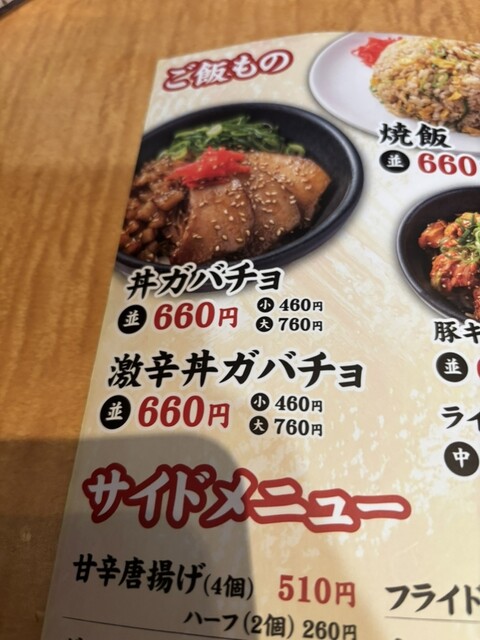 ご飯もの
焼飯
並 660
丼ガバチョ
並 660円 小 460円
大 760円
激辛丼ガバチョ
並 660円 小 460円
大 760円
豚キ
並
ライ
中
サイドメニュー
甘辛唐揚げ(4個) 510円
ハーフ(2個) 260円
フライド